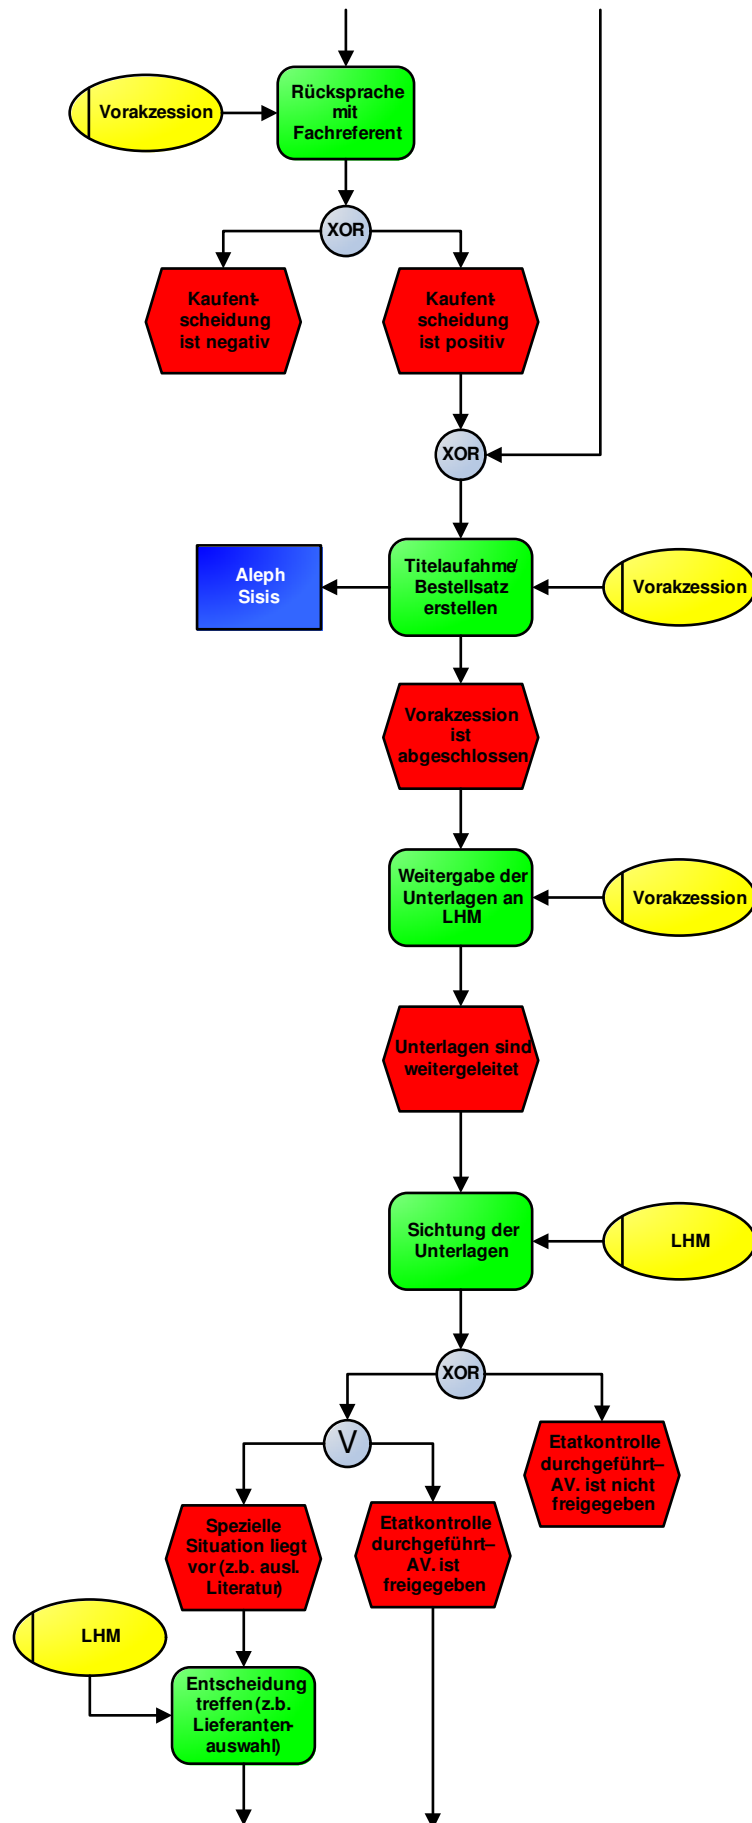 Rücksprache
mit
Fachreferent
Vorakzession
XOR
Kaufent-
scheidung
ist negativ
Kaufent-
scheidung
ist positiv
XOR
Aleph
Sisis
Titelaufahme/
Bestellsatz
erstellen
Vorakzession
Vorakzession
ist
abgeschlossen
Weitergabe der
Unterlagen an
LHM
Vorakzession
Unterlagen sind
weitergeleitet
Sichtung der
Unterlagen
LHM
XOR
V
Etatkontrolle
durchgeführt–
AV. ist nicht
freigegeben
Spezielle
Situation liegt
vor (z.b. ausl.
Literatur)
Etatkontrolle
durchgeführt–
AV. ist
freigegeben
LHM
Entscheidung
treffen (z.b.
Lieferanten-
auswahl)